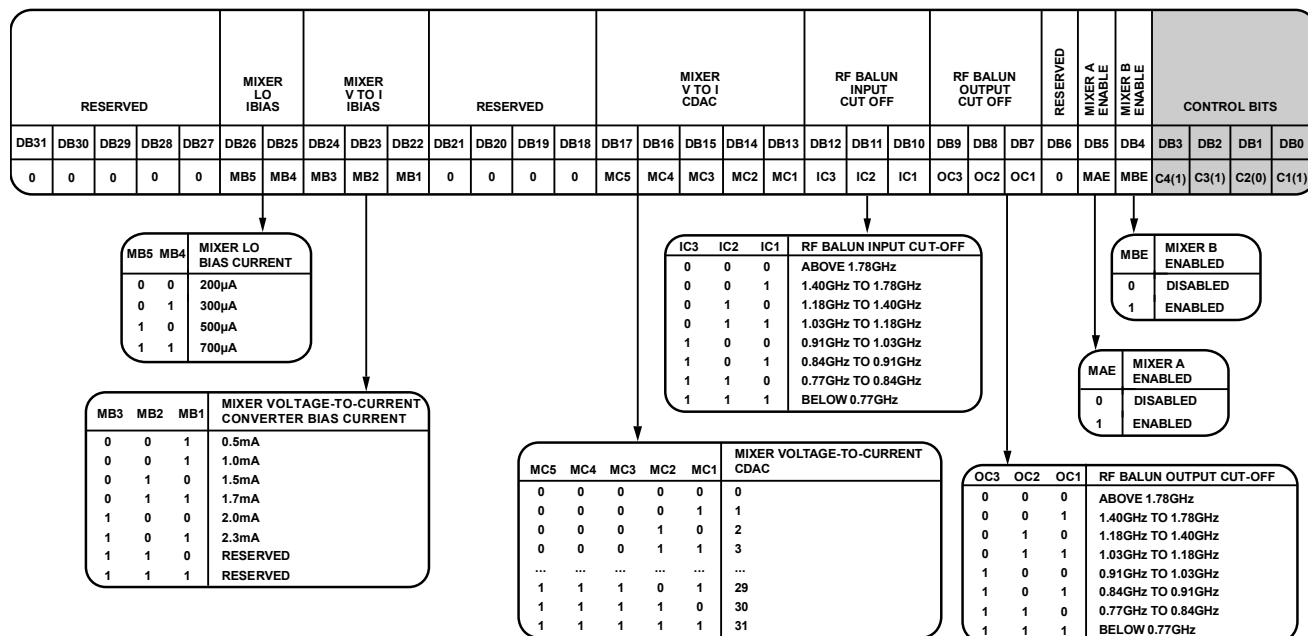 RESERVED
MIXER
LO
IBIAS
MIXER
V TO I
IBIAS
RESERVED
MIXER
V TO I
CDAC
RF BALUN
INPUT
CUT OFF
RF BALUN
OUTPUT
CUT OFF
RESERVED
MIXER A
ENABLE
MIXER B
ENABLE
CONTROL BITS
DB31 DB30 DB29 DB28 DB27 DB26 DB25 DB24 DB23 DB22 DB21 DB20 DB19 DB18 DB17 DB16 DB15 DB14 DB13 DB12 DB11 DB10 DB9 DB8 DB7 DB6 DB5 DB4 DB3 DB2 DB1 DB0
0 0 0 0 0 MB5 MB4 MB3 MB2 MB1 0 0 0 0 MC5 MC4 MC3 MC2 MC1 IC3 IC2 IC1 OC3 OC2 OC1 0 MAE MBE C4(1) C3(1) C2(0) C1(1)
MB5 MB4 MIXER LO
BIAS CURRENT
0 0 200µA
0 1 300µA
1 0 500µA
1 1 700µA
MB3 MB2 MB1 MIXER VOLTAGE-TO-CURRENT
CONVERTER BIAS CURRENT
0 0 1 0.5mA
0 0 1 1.0mA
0 1 0 1.5mA
0 1 1 1.7mA
1 0 0 2.0mA
1 0 1 2.3mA
1 1 0 RESERVED
1 1 1 RESERVED
IC3 IC2 IC1 RF BALUN INPUT CUT-OFF
0 0 0 ABOVE 1.78GHz
0 0 1 1.40GHz TO 1.78GHz
0 1 0 1.18GHz TO 1.40GHz
0 1 1 1.03GHz TO 1.18GHz
1 0 0 0.91GHz TO 1.03GHz
1 0 1 0.84GHz TO 0.91GHz
1 1 0 0.77GHz TO 0.84GHz
1 1 1 BELOW 0.77GHz
MBE MIXER B
ENABLED
0 DISABLED
1 ENABLED
MAE MIXER A
ENABLED
0 DISABLED
1 ENABLED
MC5 MC4 MC3 MC2 MC1 MIXER VOLTAGE-TO-CURRENT
CDAC
0 0 0 0 0 0
0 0 0 1 1 1
0 0 0 1 0 2
0 0 0 1 1 3
... ... ... ... ... ...
1 1 1 0 1 29
1 1 1 1 0 30
1 1 1 1 1 31
OC3 OC2 OC1 RF BALUN OUTPUT CUT-OFF
0 0 0 ABOVE 1.78GHz
0 0 1 1.40GHz TO 1.78GHz
0 1 0 1.18GHz TO 1.40GHz
0 1 1 1.03GHz TO 1.18GHz
1 0 0 0.91GHz TO 1.03GHz
1 0 1 0.84GHz TO 0.91GHz
1 1 0 0.77GHz TO 0.84GHz
1 1 1 BELOW 0.77GHz